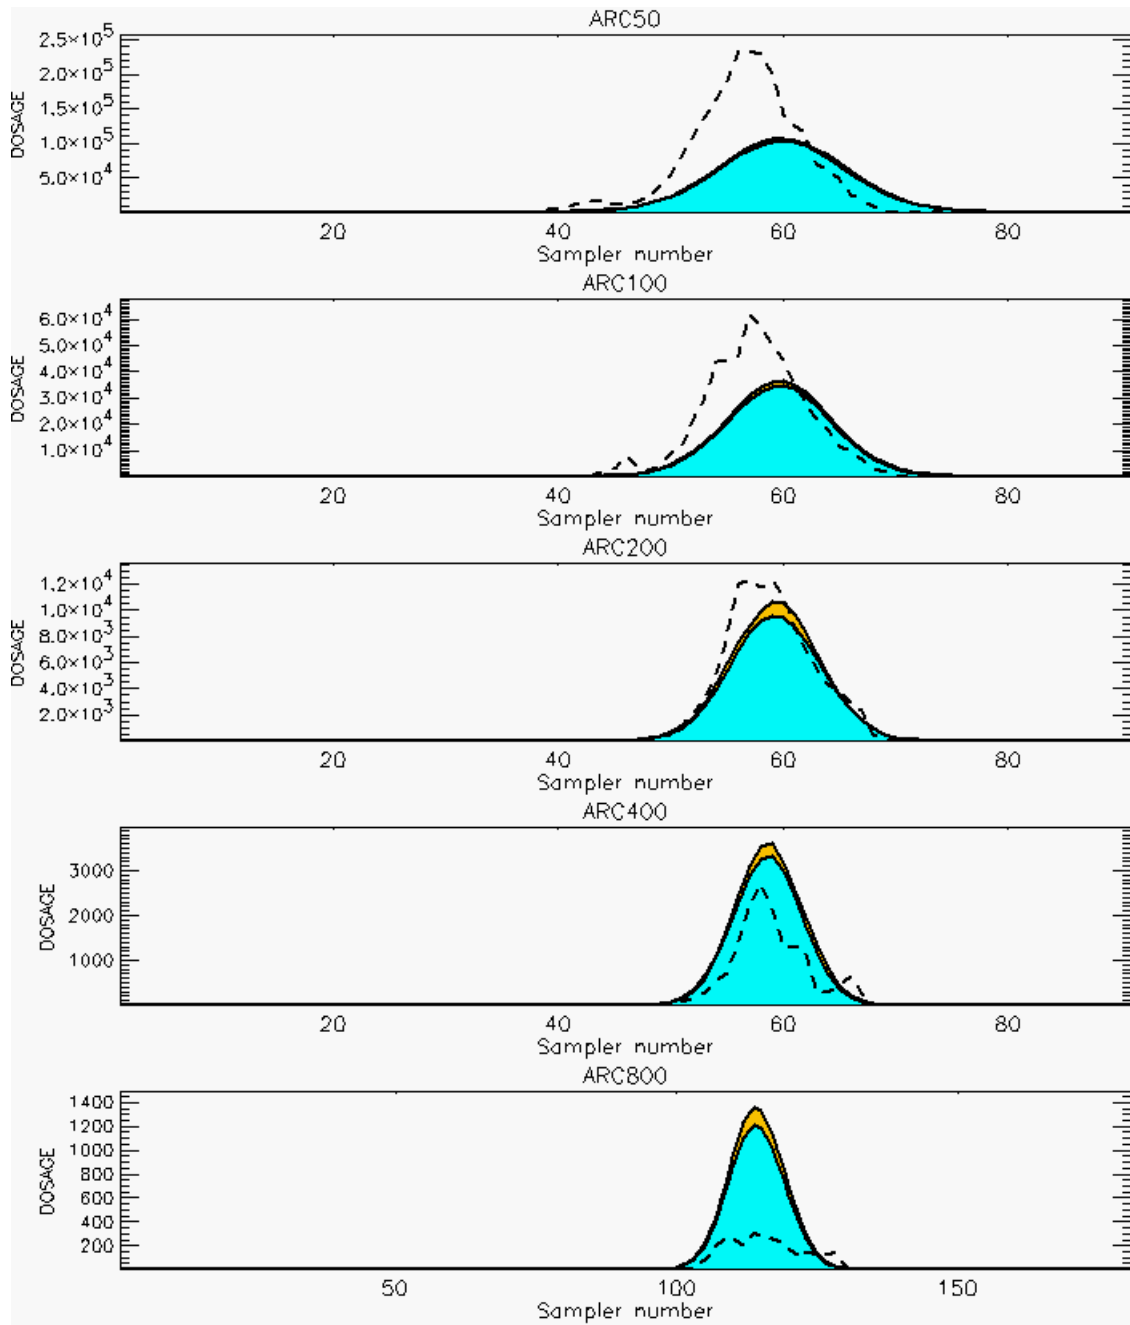 ARC50
2.5×10^5
2.0×10^5
1.5×10^5
1.0×10^5
5.0×10^4
DOSAGE
20 40 60 80
Sampler number
ARC100
6.0×10^4
5.0×10^4
4.0×10^4
3.0×10^4
2.0×10^4
1.0×10^4
DOSAGE
20 40 60 80
Sampler number
ARC200
1.2×10^4
1.0×10^4
8.0×10^3
6.0×10^3
4.0×10^3
2.0×10^3
DOSAGE
20 40 60 80
Sampler number
ARC400
3000
2000
1000
DOSAGE
20 40 60 80
Sampler number
ARC800
1400
1200
1000
800
600
400
200
DOSAGE
50 100 150
Sampler number